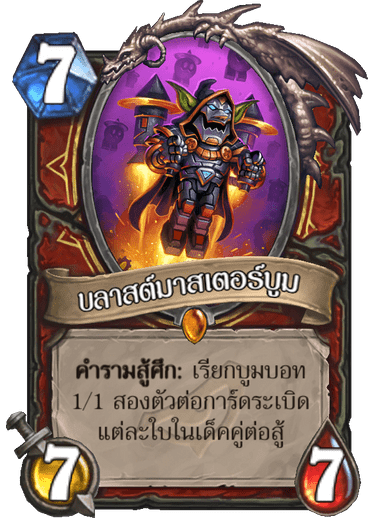 7
บลาสต์มาสเตอร์บูม
คำรามสู้ศึก: เรียกบูมบอท
1/1 สองตัวต่อการ์ดระเบิด
แต่ละใบในเด็คคู่ต่อสู้
7
7